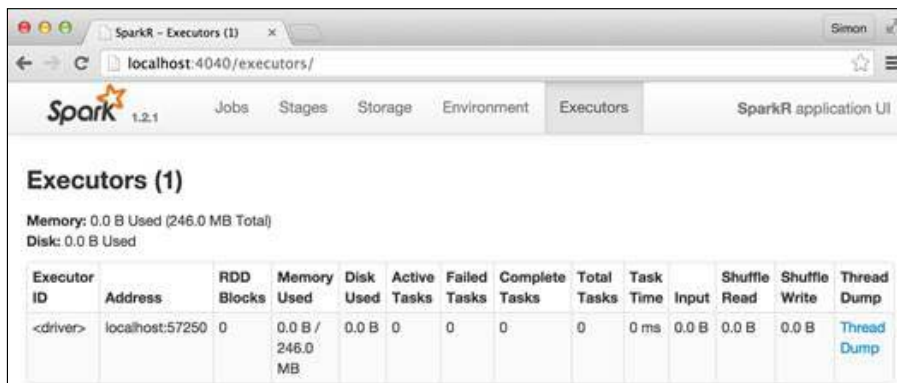 SparkR - Executors (1)
Simon
localhost:4040/executors/
Spark 1.2.1 Jobs Stages Storage Environment Executors SparkR application UI
Executors (1)
Memory: 0.0 B Used (246.0 MB Total)
Disk: 0.0 B Used
Executor ID Address RDD Blocks Memory Used Disk Used Active Tasks Failed Tasks Complete Tasks Total Tasks Task Time Input Shuffle Read Shuffle Write Thread Dump
<driver> localhost:57250 0 0.0 B / 246.0 MB 0.0 B 0 0 0 0 0 ms 0.0 B 0.0 B 0.0 B Thread Dump